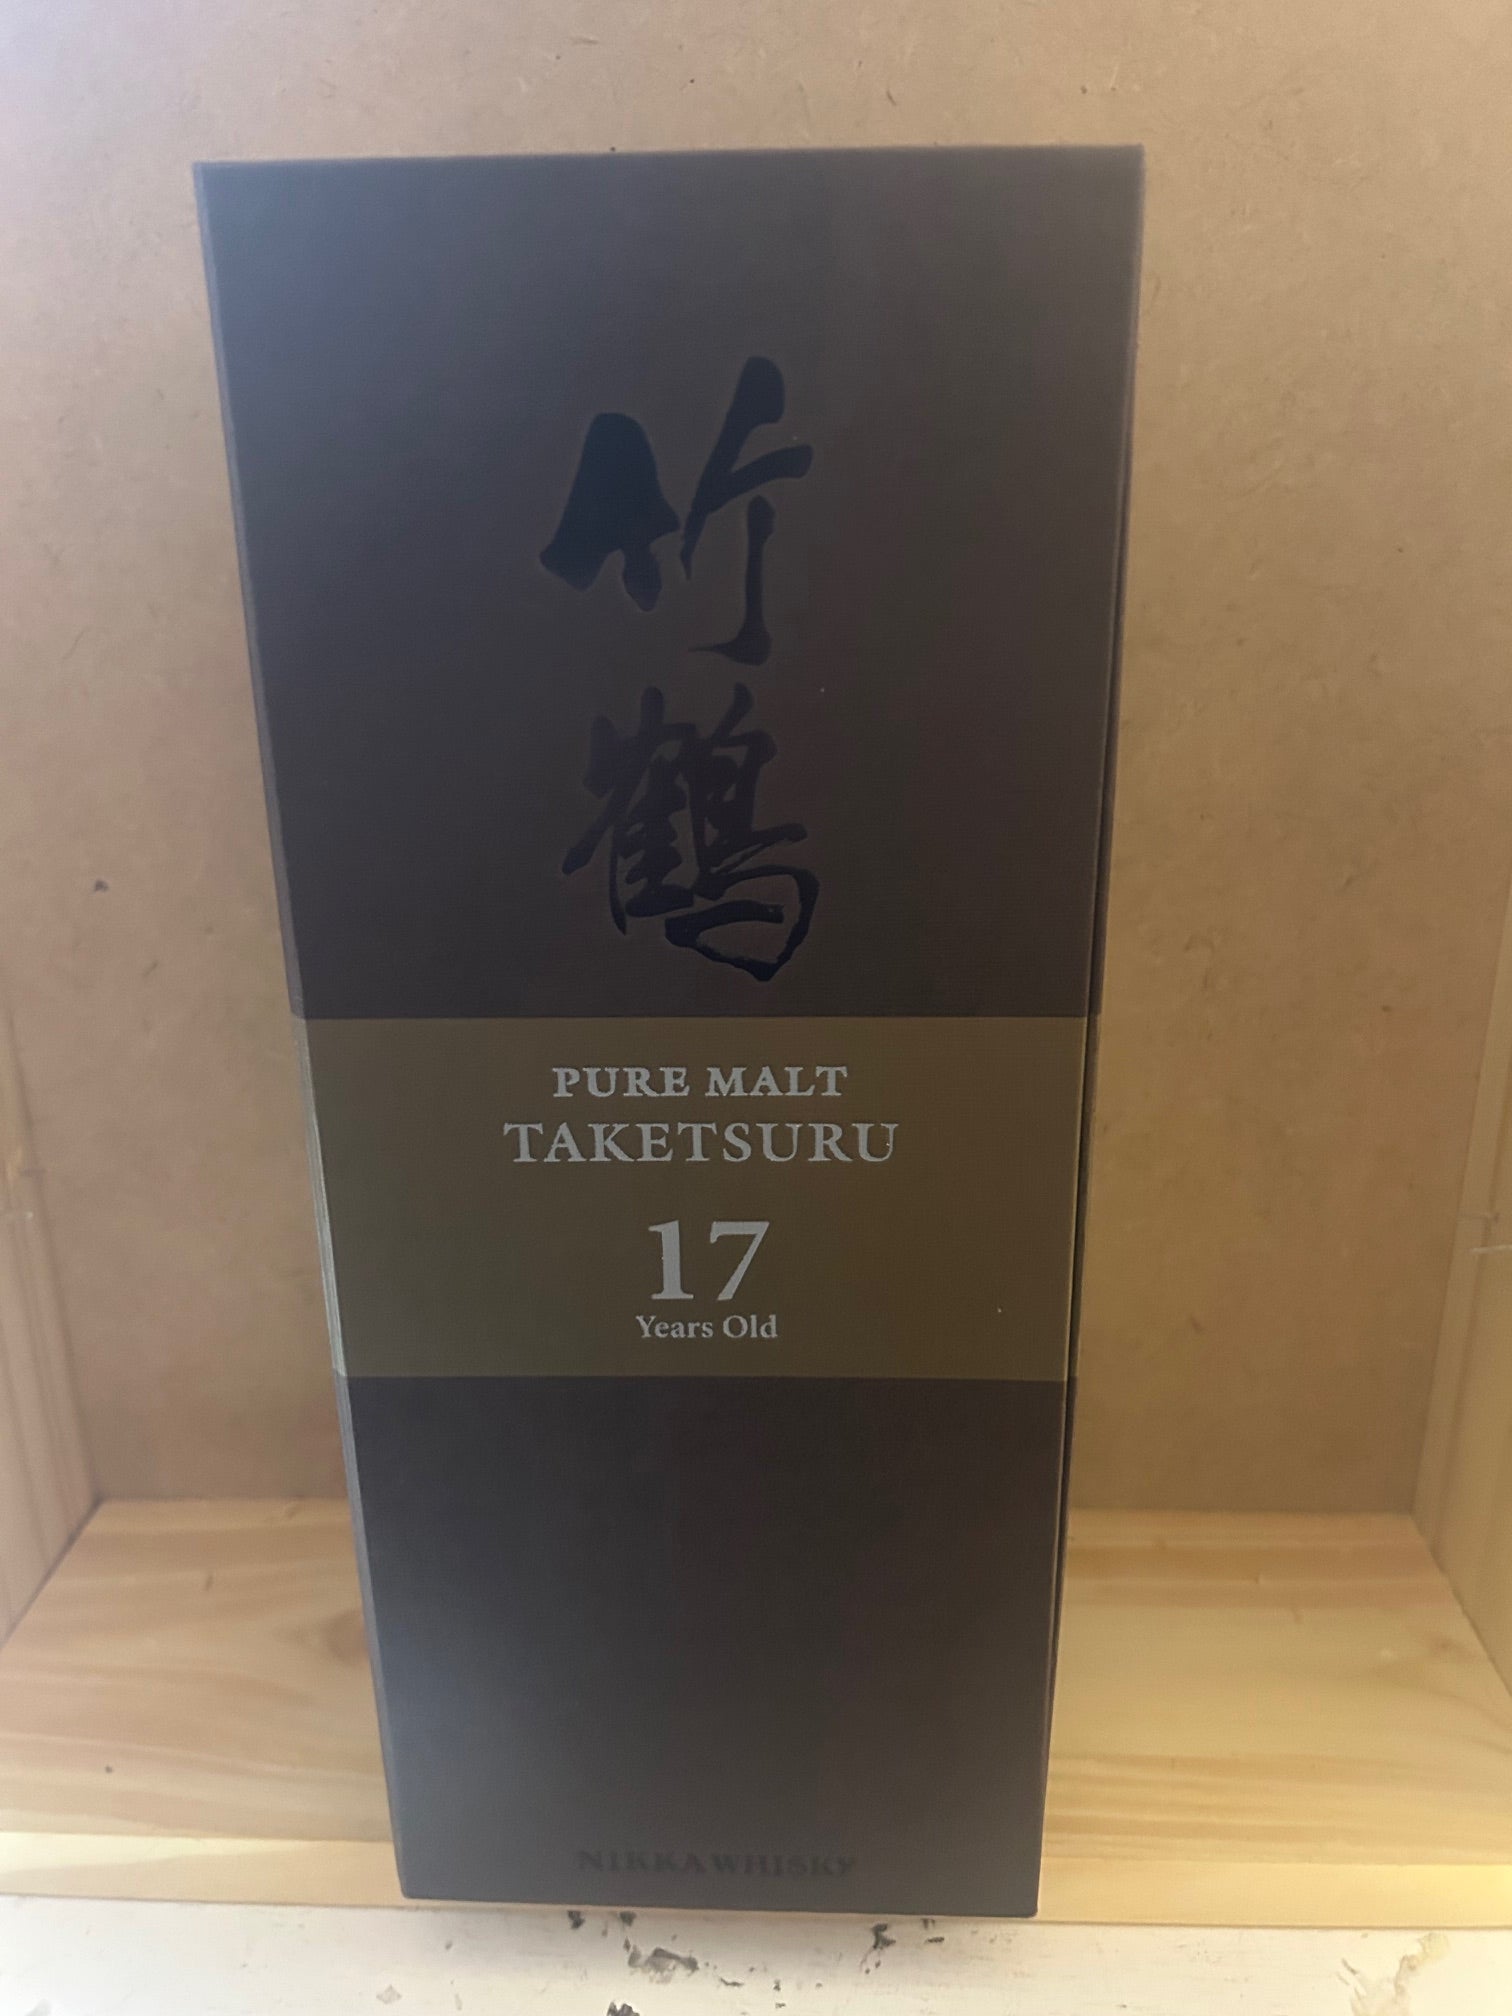 竹鶴
PURE MALT
TAKETSURU
17
Years Old
NIKKA WHISKY